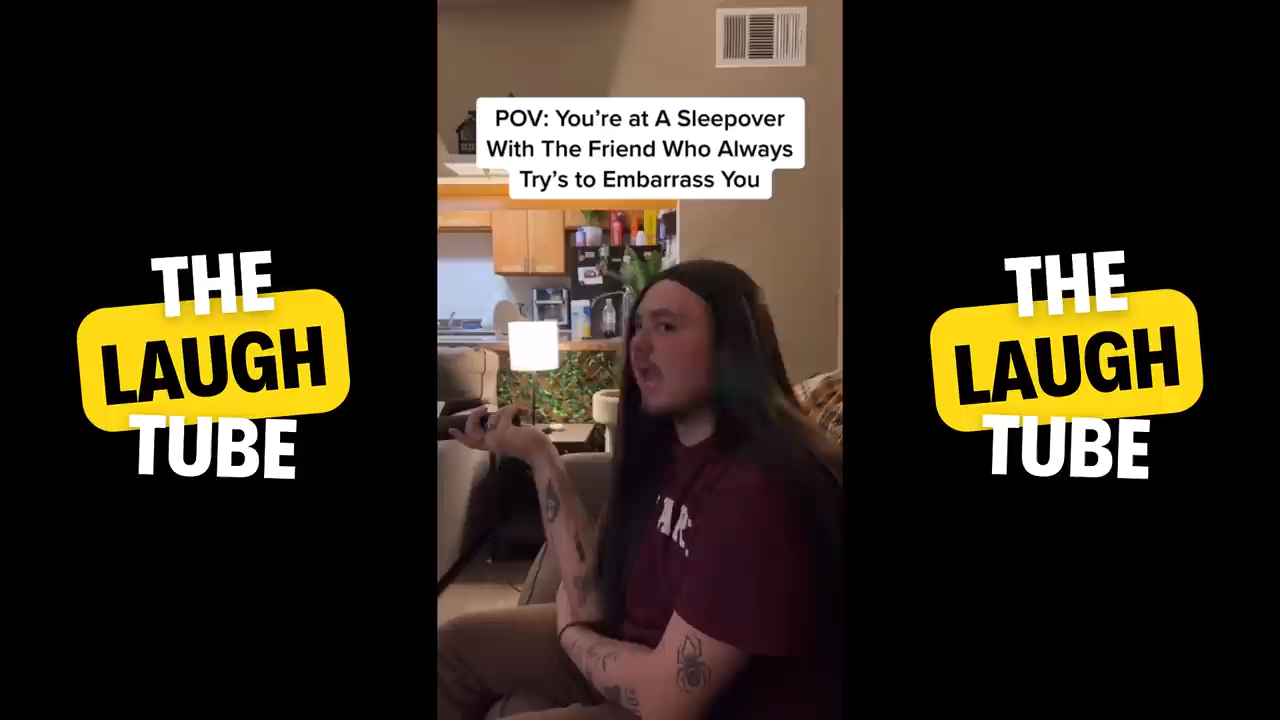 POV: You're at A Sleepover
With The Friend Who Always
Try's to Embarrass You
THE
LAUGH
TUBE
THE
LAUGH
TUBE